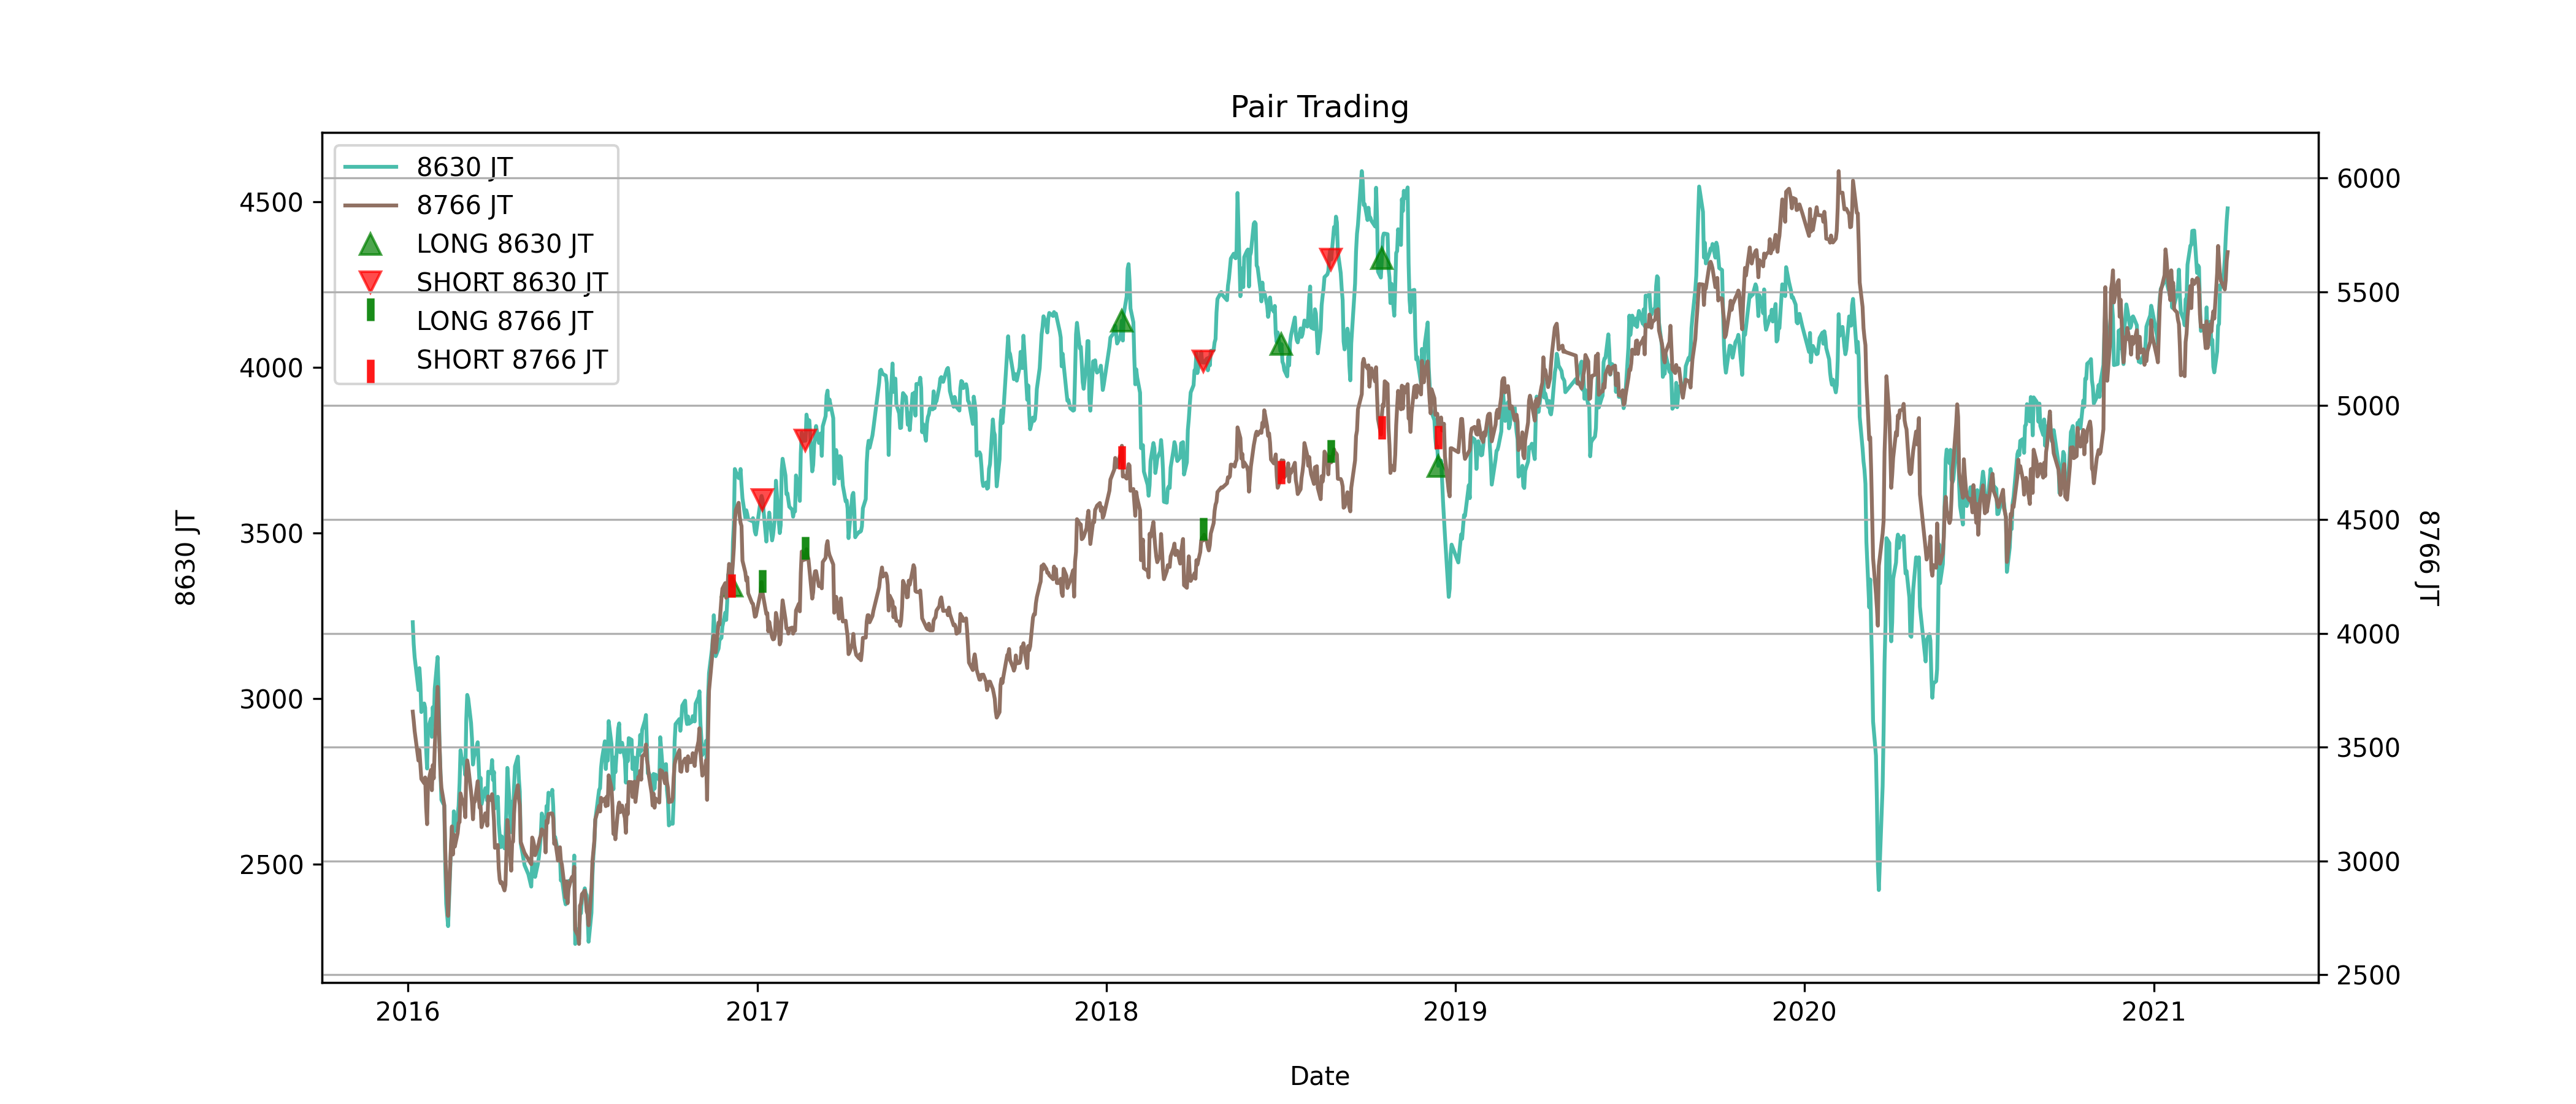 Pair Trading
8630 JT
8766 JT
LONG 8630 JT
SHORT 8630 JT
LONG 8766 JT
SHORT 8766 JT
4500
4000
3500
3000
2500
8630 JT
6000
5500
5000
4500
4000
3500
3000
2500
8766 JT
2016
2017
2018
2019
2020
2021
Date